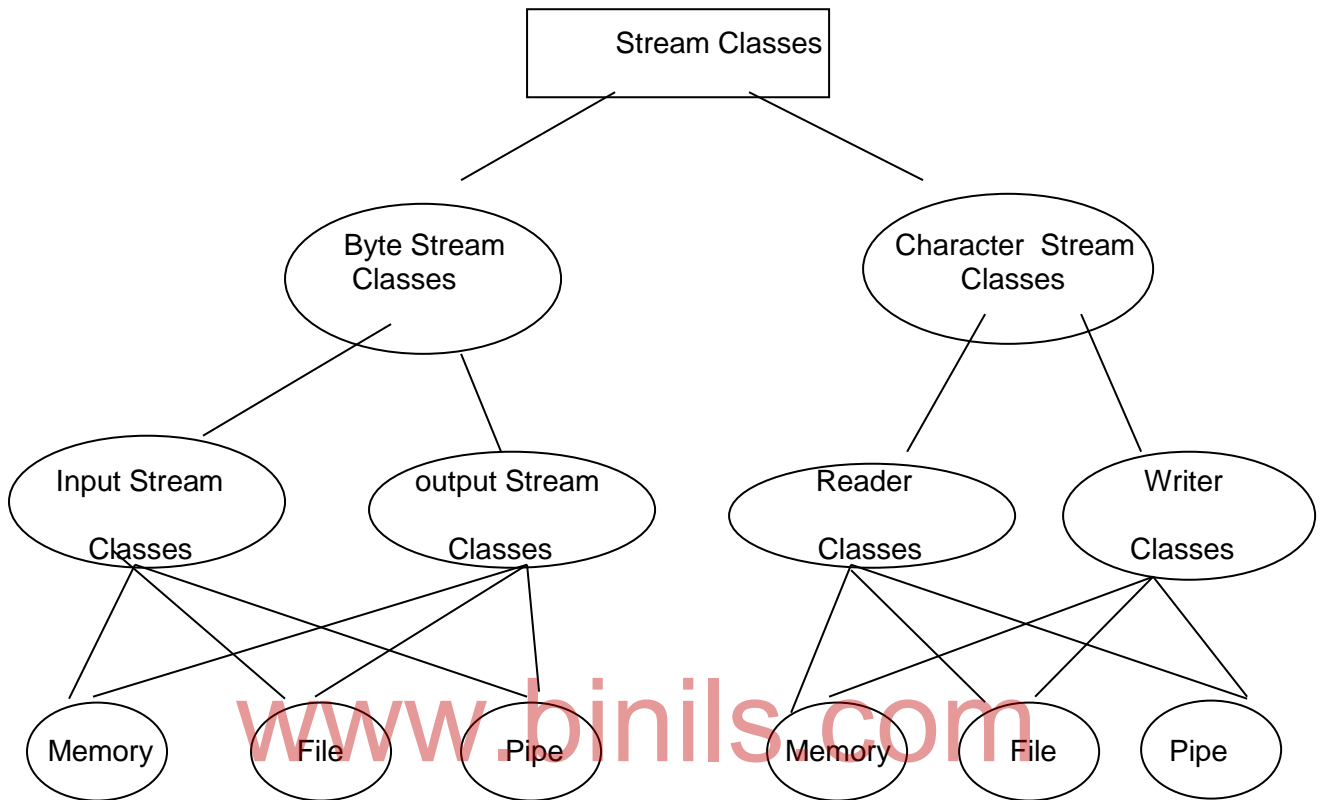 Stream Classes
Byte Stream
Classes
Character Stream
Classes
Input Stream
Classes
output Stream
Classes
Reader
Classes
Writer
Classes
www.binils.com
Memory
File
Pipe
Memory
File
Pipe